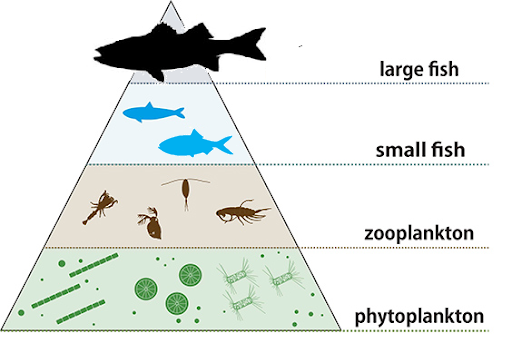 large fish
small fish
zooplankton
phytoplankton